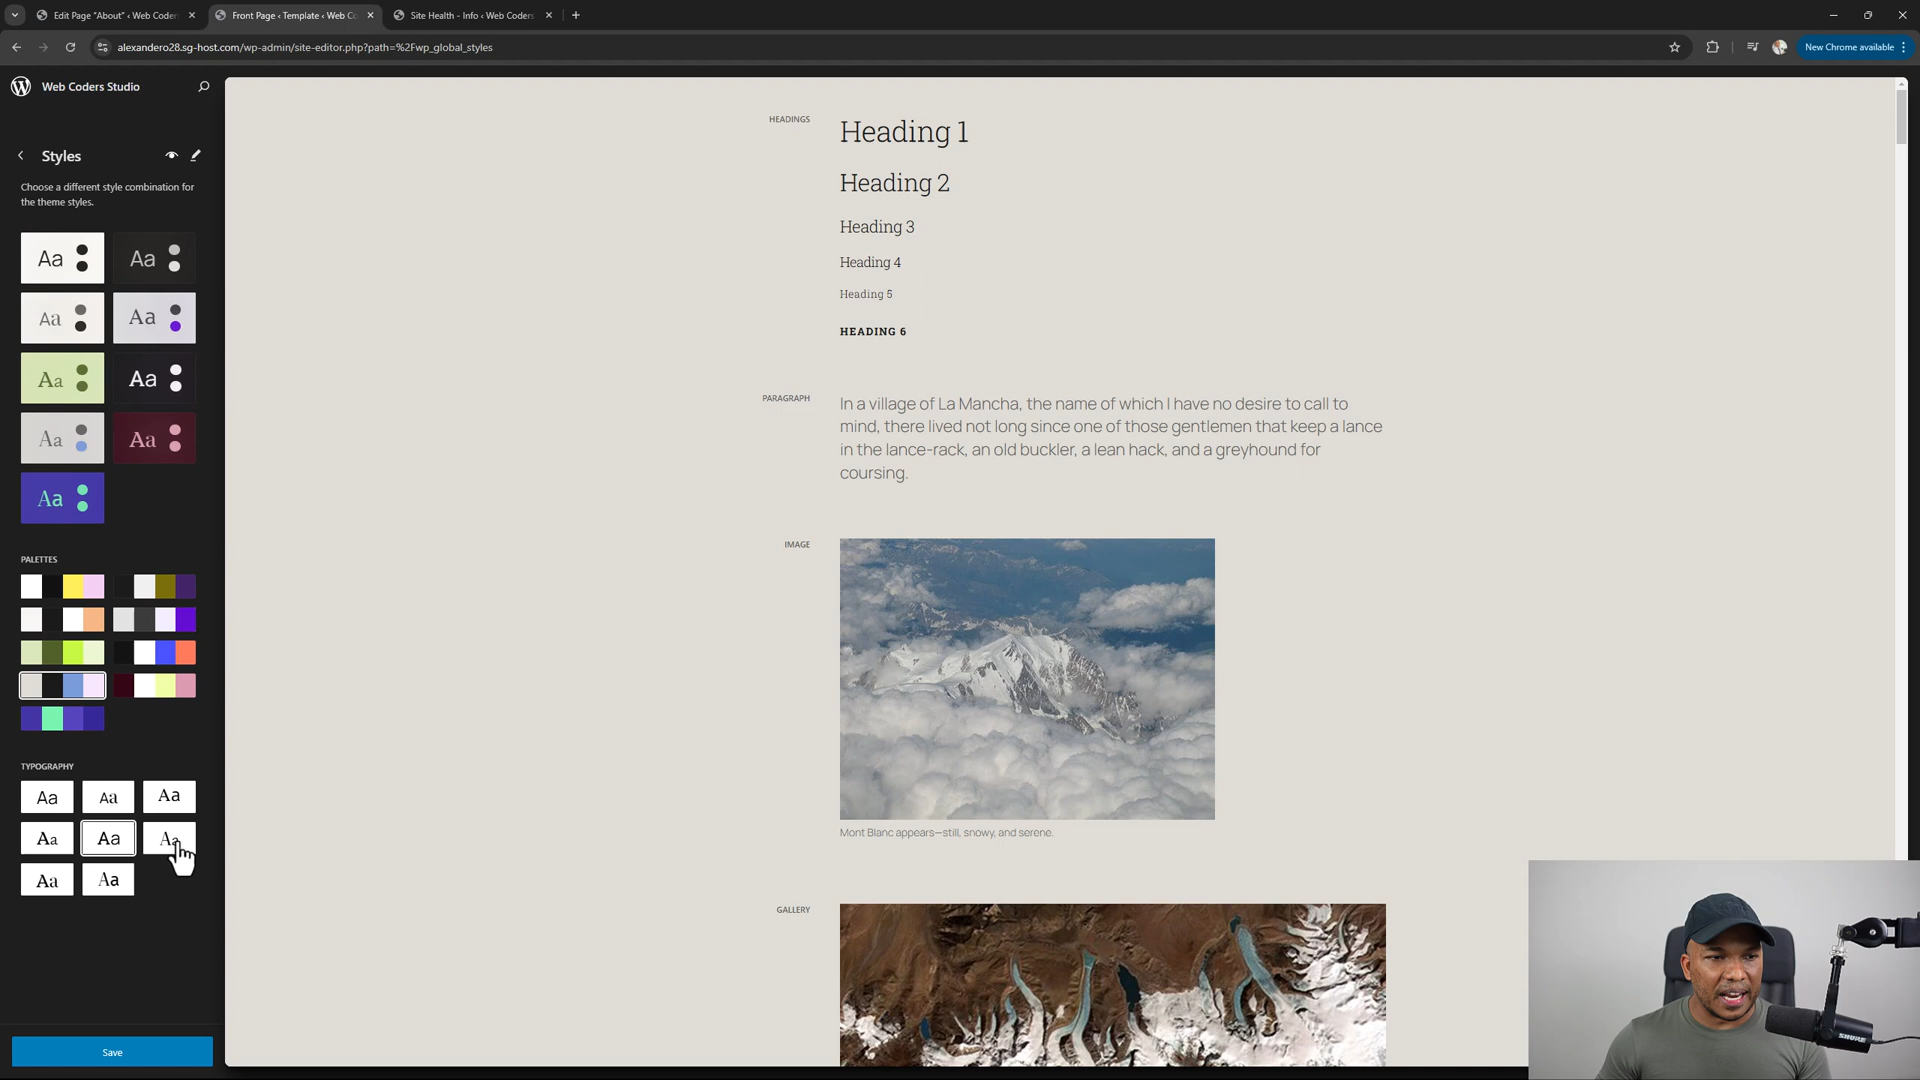 Edit Page "About" ‹ Web Coders
Front Page ‹ Template ‹ Web Co
Site Health - Info ‹ Web Coders
alexandero28.sg-host.com/wp-admin/site-editor.php?path=%2Fwp_global_styles
New Chrome available
Web Coders Studio
Styles
Choose a different style combination for
the theme styles.
Aa
Aa
Aa
Aa
Aa
Aa
Aa
Aa
Aa
PALETTES
TYPOGRAPHY
Aa
Aa
Aa
Aa
Aa
Aa
Aa
Aa
Save
HEADINGS
Heading 1
Heading 2
Heading 3
Heading 4
Heading 5
HEADING 6
PARAGRAPH
In a village of La Mancha, the name of which I have no desire to call to
mind, there lived not long since one of those gentlemen that keep a lance
in the lance-rack, an old buckler, a lean hack, and a greyhound for
coursing.
IMAGE
Mont Blanc appears—still, snowy, and serene.
GALLERY
SHURE